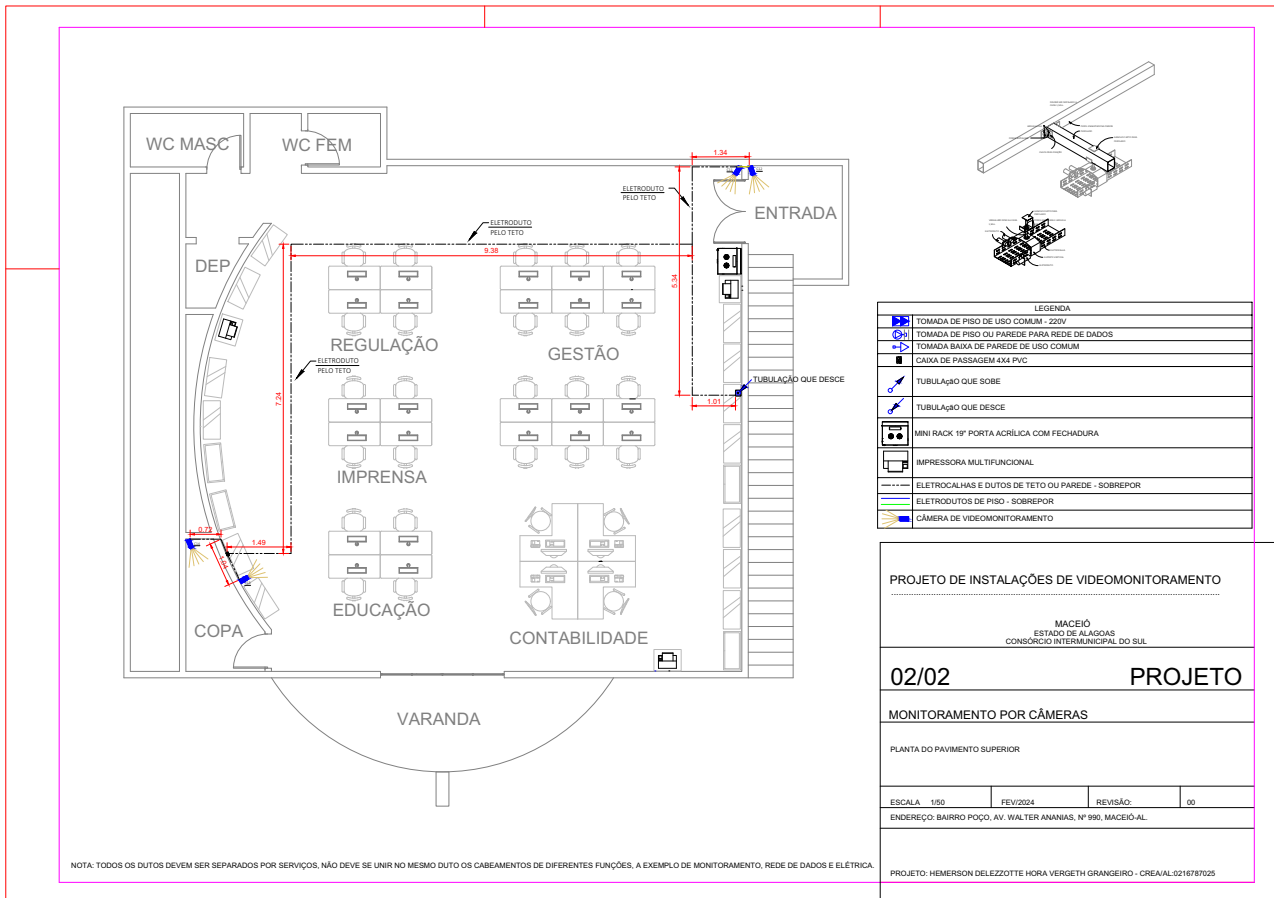 WC MASC
WC FEM
1.34
ELETRODUTO
PELO TETO
ENTRADA
ELETRODUTO
PELO TETO
9.38
DEP
5.34
REGULAÇÃO
GESTÃO
ELETRODUTO
PELO TETO
7.24
TUBULAÇÃO QUE DESCE
1.01
IMPRENSA
0.72
1.49
EDUCAÇÃO
COPA
CONTABILIDADE
VARANDA
LEGENDA
TOMADA DE PISO DE USO COMUM - 220V
TOMADA DE PISO OU PAREDE PARA REDE DE DADOS
TOMADA BAIXA DE PAREDE DE USO COMUM
CAIXA DE PASSAGEM 4X4 PVC
TUBULAçãO QUE SOBE
TUBULAçãO QUE DESCE
MINI RACK 19" PORTA ACRÍLICA COM FECHADURA
IMPRESSORA MULTIFUNCIONAL
ELETROCALHAS E DUTOS DE TETO OU PAREDE - SOBREPOR
ELETRODUTOS DE PISO - SOBREPOR
CÂMERA DE VIDEOMONITORAMENTO
PROJETO DE INSTALAÇÕES DE VIDEOMONITORAMENTO
MACEIÓ
ESTADO DE ALAGOAS
CONSÓRCIO INTERMUNICIPAL DO SUL
02/02 PROJETO
MONITORAMENTO POR CÂMERAS
PLANTA DO PAVIMENTO SUPERIOR
ESCALA 1/50 FEV/2024 REVISÃO: 00
ENDEREÇO: BAIRRO POÇO, AV. WALTER ANANIAS, Nº 990, MACEIÓ-AL.
PROJETO: HEMERSON DELEZZOTTE HORA VERGETH GRANGEIRO - CREA/AL:0216787025
NOTA: TODOS OS DUTOS DEVEM SER SEPARADOS POR SERVIÇOS, NÃO DEVE SE UNIR NO MESMO DUTO OS CABEAMENTOS DE DIFERENTES FUNÇÕES, A EXEMPLO DE MONITORAMENTO, REDE DE DADOS E ELÉTRICA.